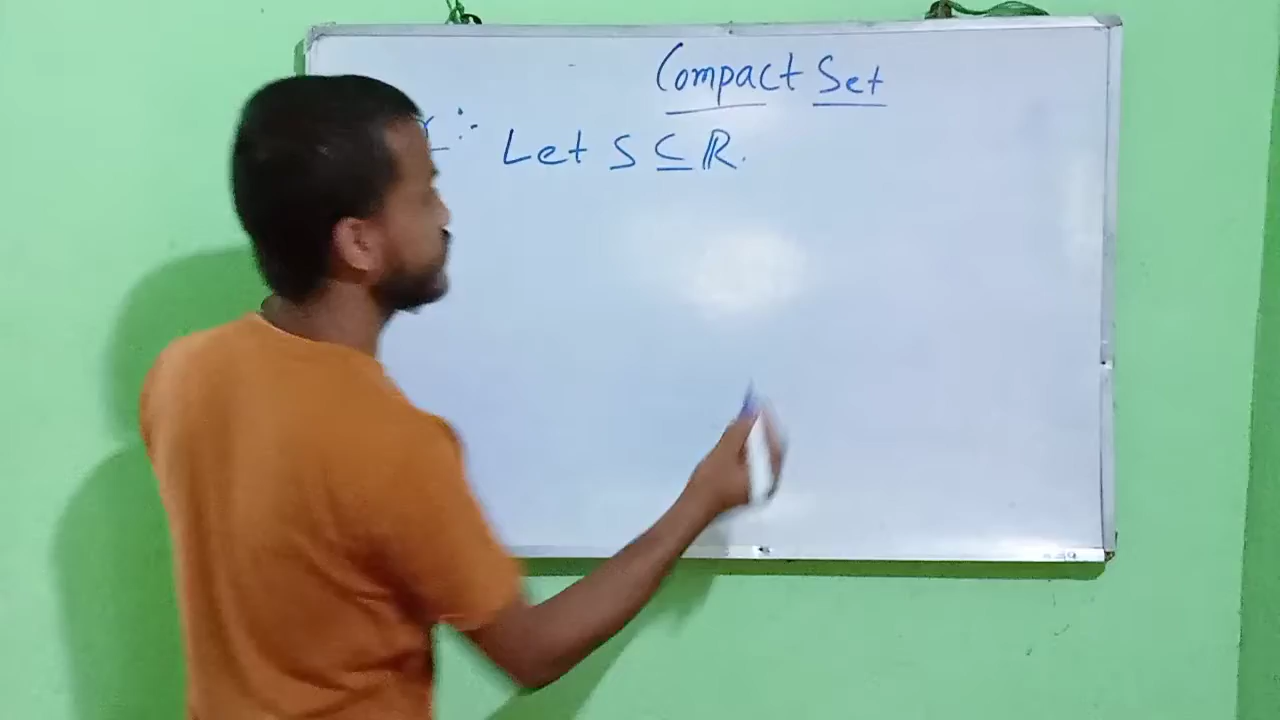 Compact Set
:- Let S ⊆ ℝ.